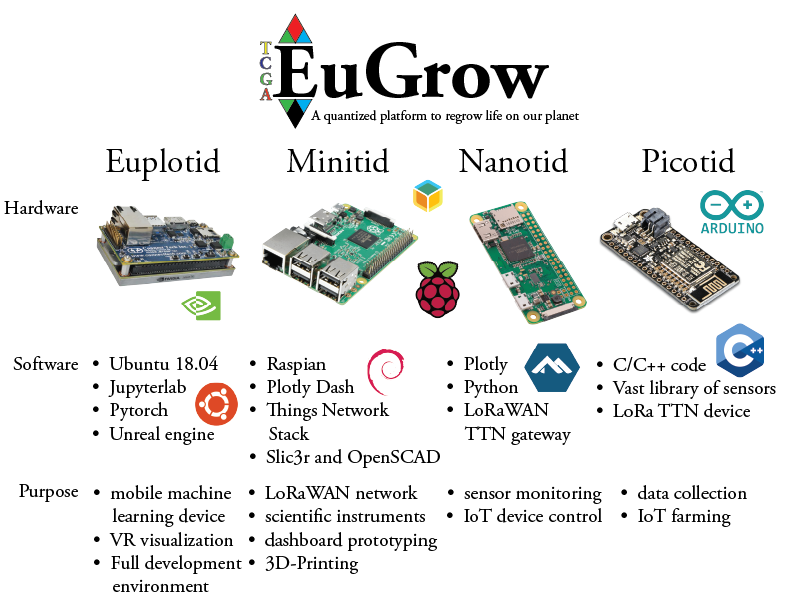 TCGA
EuGrow
A quantized platform to regrow life on our planet
Euplotid
Minitid
Nanotid
Picotid
Hardware
ARDUINO
Software
• Ubuntu 18.04
• Jupyterlab
• Pytorch
• Unreal engine
• Raspian
• Plotly Dash
• Things Network
Stack
• Slic3r and OpenSCAD
• Plotly
• Python
• LoRaWAN
TTN gateway
• C/C++ code
• Vast library of sensors
• LoRa TTN device
C++
Purpose
• mobile machine
learning device
• VR visualization
• Full development
environment
• LoRaWAN network
• scientific instruments
• dashboard prototyping
• 3D-Printing
• sensor monitoring
• IoT device control
• data collection
• IoT farming